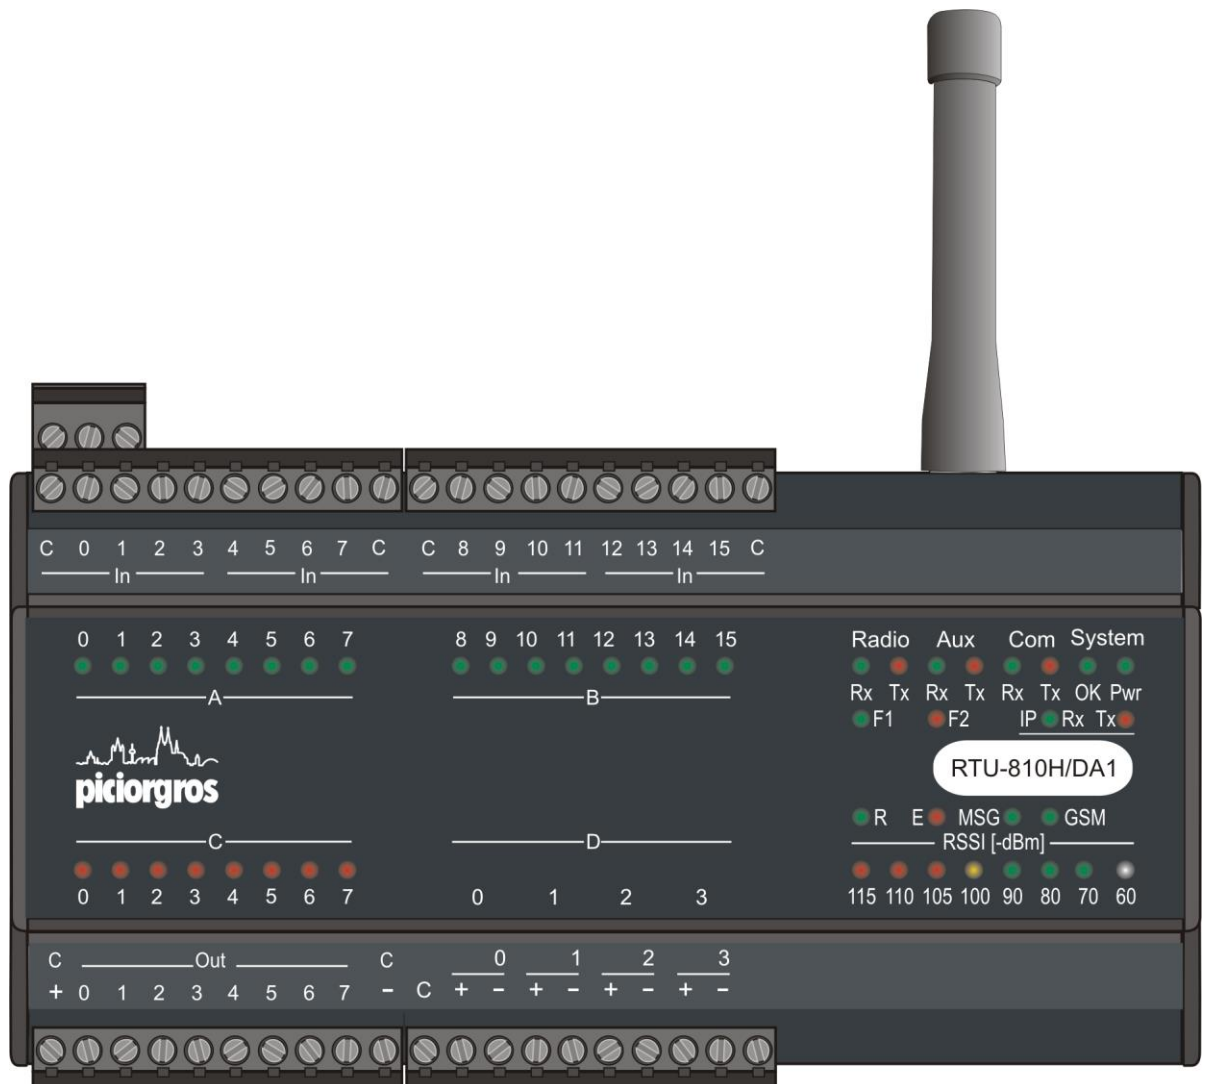 C 0 1 2 3 4 5 6 7 C C 8 9 10 11 12 13 14 15 C
In In In In
0 1 2 3 4 5 6 7 8 9 10 11 12 13 14 15
A B
Radio Aux Com System
Rx Tx Rx Tx Rx Tx OK Pwr
F1 F2 IP Rx Tx
piciorgros
RTU-810H/DA1
R E MSG GSM
C D RSSI [-dBm]
0 1 2 3 4 5 6 7 0 1 2 3
115 110 105 100 90 80 70 60
C Out C 0 1 2 3
+ 0 1 2 3 4 5 6 7 - C + - + - + - + -